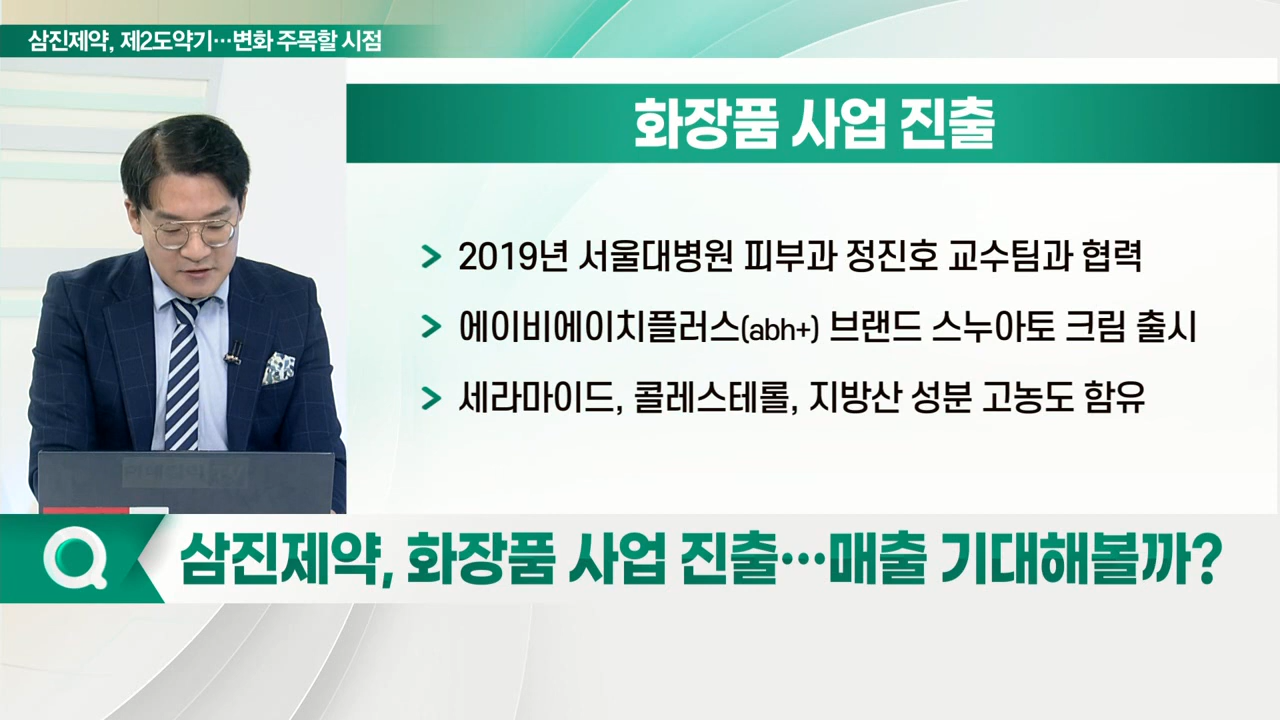 삼진제약, 제2도약기…변화 주목할 시점
화장품 사업 진출
> 2019년 서울대병원 피부과 정진호 교수팀과 협력
> 에이비에이치플러스(abh+) 브랜드 스누아토 크림 출시
> 세라마이드, 콜레스테롤, 지방산 성분 고농도 함유
삼진제약, 화장품 사업 진출…매출 기대해볼까?